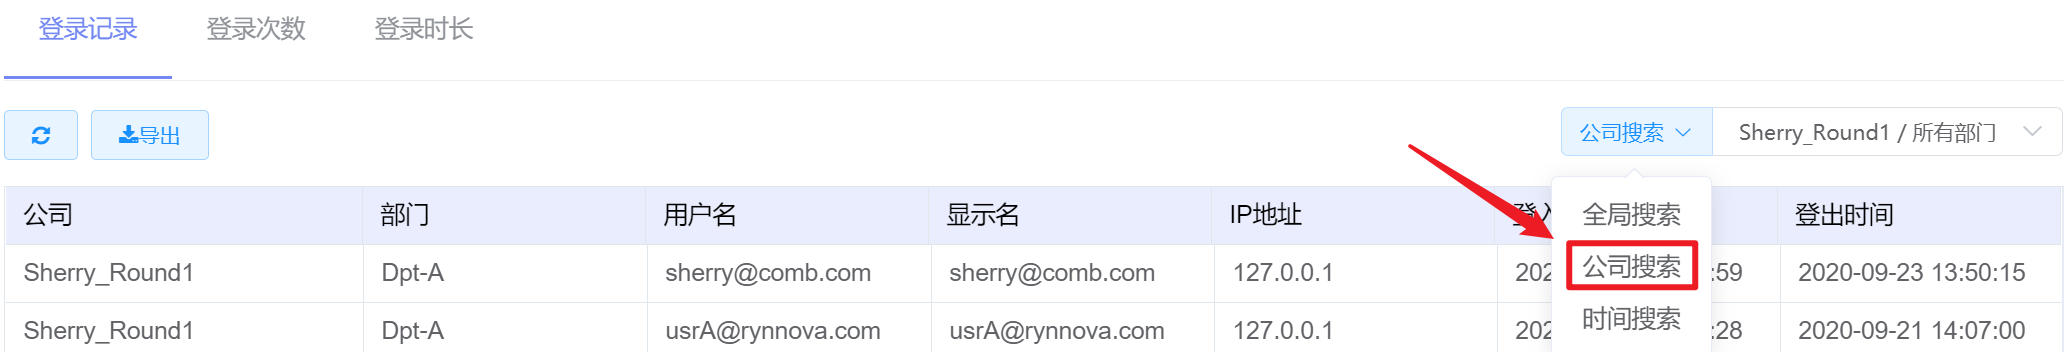 登录记录 登录次数 登录时长
导出 公司搜索 Sherry_Round1 / 所有部门
公司 部门 用户名 显示名 IP地址 登入 登出时间
全局搜索
Sherry_Round1 Dpt-A sherry@comb.com sherry@comb.com 127.0.0.1 202 :59 2020-09-23 13:50:15
公司搜索
Sherry_Round1 Dpt-A usrA@rynnova.com usrA@rynnova.com 127.0.0.1 202 :28 2020-09-21 14:07:00
时间搜索